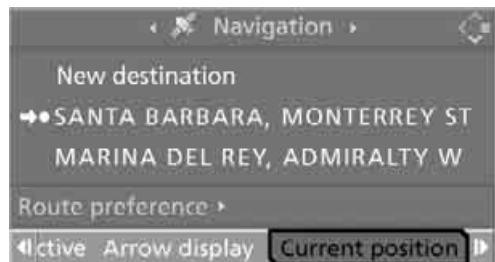 Navigation
New destination
SANTA BARBARA, MONTERREY ST
MARINA DEL REY, ADMIRALTY W
Route preference
ctive Arrow display Current position